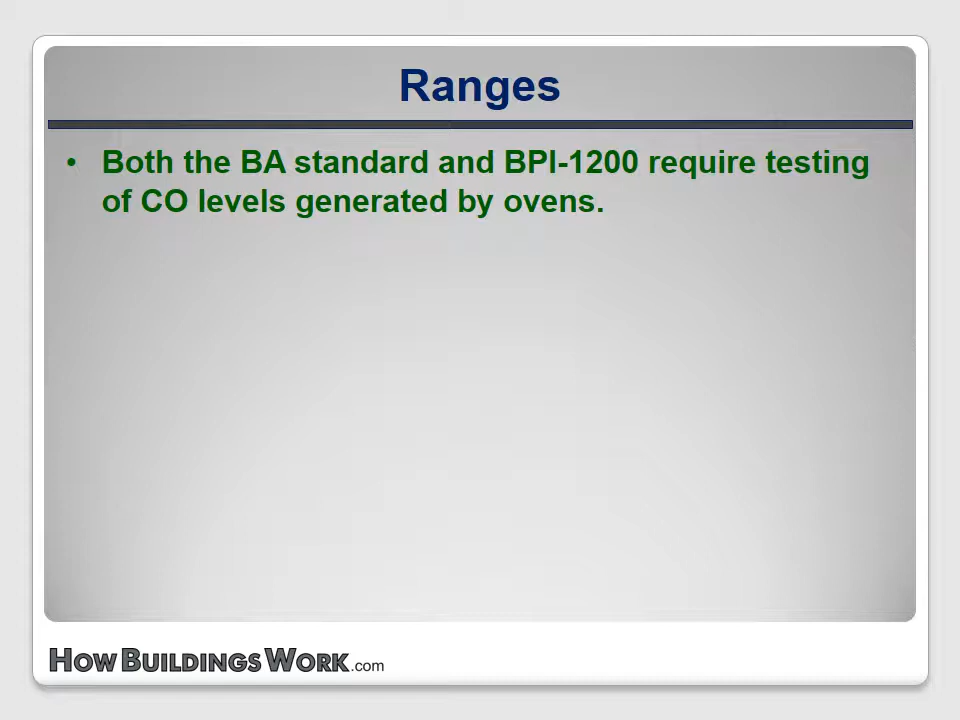 Ranges
• Both the BA standard and BPI-1200 require testing
of CO levels generated by ovens.
HOWBUILDINGSWORK.com